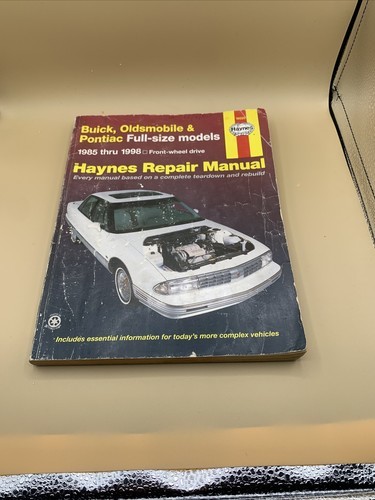 Haynes
Buick, Oldsmobile &
Pontiac Full-size models
1985 thru 1998 □ Front-wheel drive
Haynes Repair Manual
Every manual based on a complete teardown and rebuild
Includes essential information for today's more complex vehicles